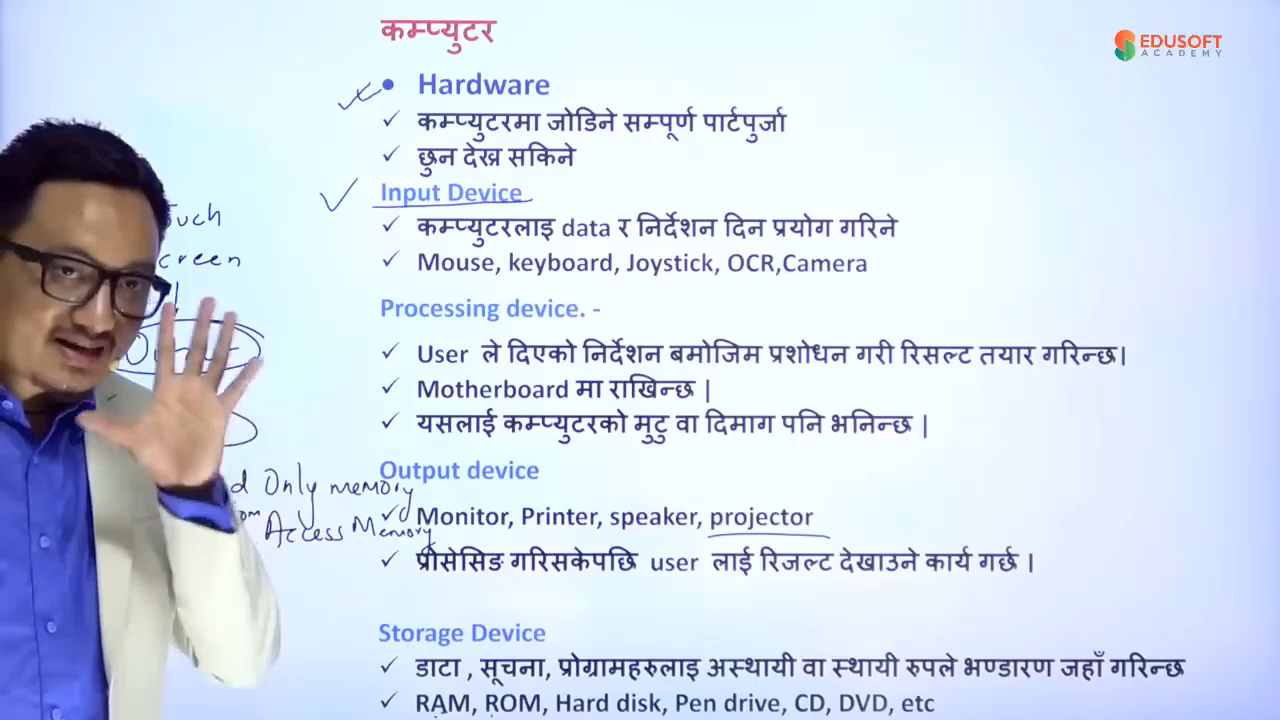 कम्प्युटर
EDUSOFT
ACADEMY
• Hardware
✓ कम्प्युटरमा जोडिने सम्पूर्ण पार्टपुर्जा
✓ छुन देख्न सकिने
Input Device
✓ कम्प्युटरलाइ data र निर्देशन दिन प्रयोग गरिने
✓ Mouse, keyboard, Joystick, OCR,Camera
Processing device. -
✓ User ले दिएको निर्देशन बमोजिम प्रशोधन गरी रिसल्ट तयार गरिन्छ।
✓ Motherboard मा राखिन्छ |
✓ यसलाई कम्प्युटरको मुटु वा दिमाग पनि भनिन्छ |
Output device
✓ Monitor, Printer, speaker, projector
✓ प्रोसेसिङ गरिसकेपछि user लाई रिजल्ट देखाउने कार्य गर्छ |
Storage Device
✓ डाटा , सूचना, प्रोग्रामहरुलाइ अस्थायी वा स्थायी रुपले भण्डारण जहाँ गरिन्छ
✓ RAM, ROM, Hard disk, Pen drive, CD, DVD, etc
Only memory
Access Memory